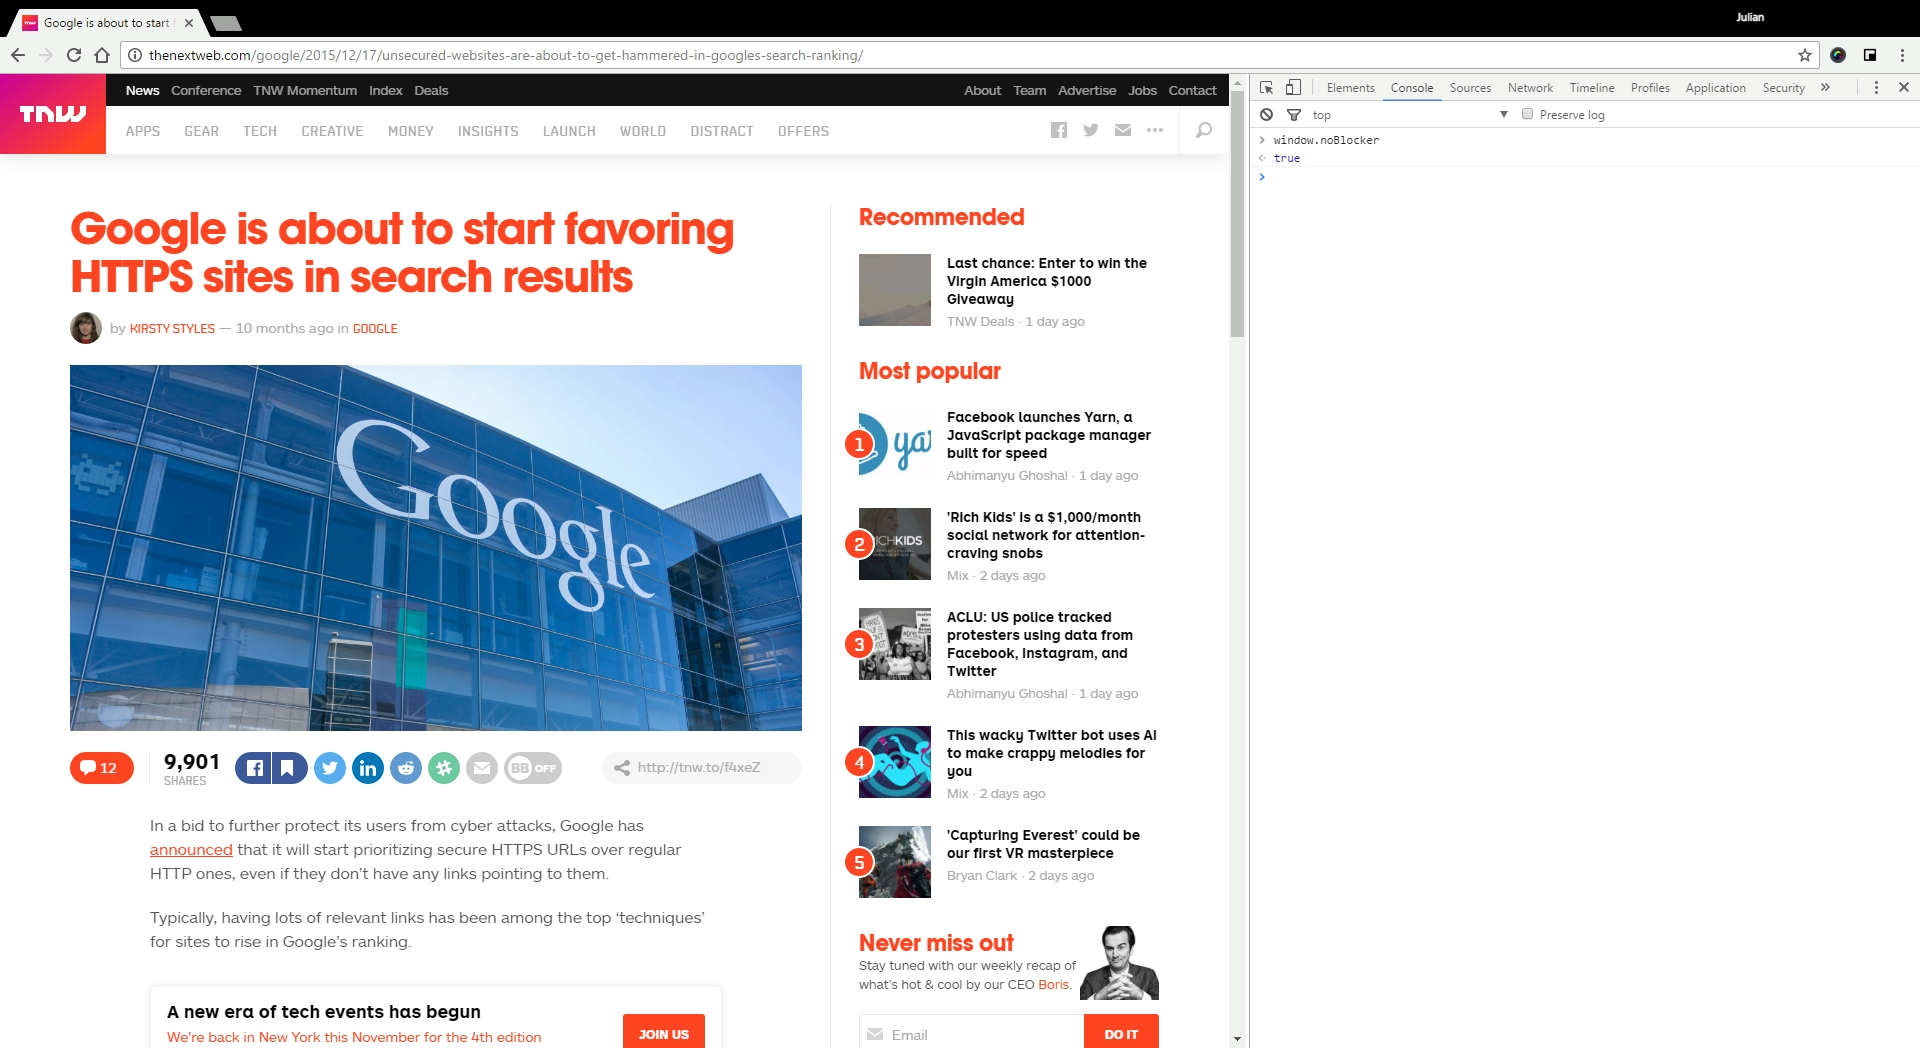 Google is about to start
Julian
thenextweb.com/google/2015/12/17/unsecured-websites-are-about-to-get-hammered-in-googles-search-ranking/
TNW
News Conference TNW Momentum Index Deals
About Team Advertise Jobs Contact
APPS GEAR TECH CREATIVE MONEY INSIGHTS LAUNCH WORLD DISTRACT OFFERS
Google is about to start favoring
HTTPS sites in search results
by KIRSTY STYLES — 10 months ago in GOOGLE
Google
12
9,901
SHARES
BB OFF
http://tnw.to/f4xeZ
In a bid to further protect its users from cyber attacks, Google has
announced that it will start prioritizing secure HTTPS URLs over regular
HTTP ones, even if they don’t have any links pointing to them.
Typically, having lots of relevant links has been among the top ‘techniques’
for sites to rise in Google’s ranking.
A new era of tech events has begun
We’re back in New York this November for the 4th edition
JOIN US
Recommended
Last chance: Enter to win the
Virgin America $1000
Giveaway
TNW Deals · 1 day ago
Most popular
1
ya
Facebook launches Yarn, a
JavaScript package manager
built for speed
Abhimanyu Ghoshal · 1 day ago
2
ICHKIDS
'Rich Kids' is a $1,000/month
social network for attention-
craving snobs
Mix · 2 days ago
3
ACLU: US police tracked
protesters using data from
Facebook, Instagram, and
Twitter
Abhimanyu Ghoshal · 1 day ago
4
This wacky Twitter bot uses AI
to make crappy melodies for
you
Mix · 2 days ago
5
'Capturing Everest' could be
our first VR masterpiece
Bryan Clark · 2 days ago
Never miss out
Stay tuned with our weekly recap of
what’s hot & cool by our CEO Boris.
Email
DO IT
Elements Console Sources Network Timeline Profiles Application Security »
top
Preserve log
window.noBlocker
true